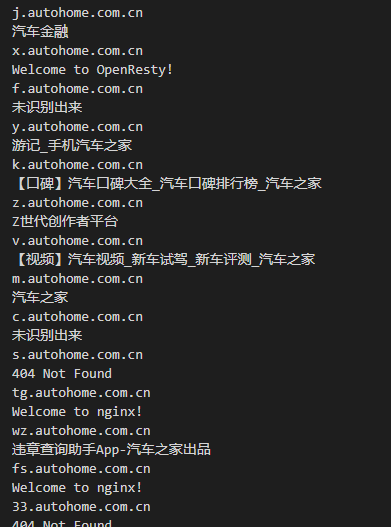 j.autohome.com.cn
汽车金融
x.autohome.com.cn
Welcome to OpenResty!
f.autohome.com.cn
未识别出来
y.autohome.com.cn
游记_手机汽车之家
k.autohome.com.cn
【口碑】汽车口碑大全_汽车口碑排行榜_汽车之家
z.autohome.com.cn
Z世代创作者平台
v.autohome.com.cn
【视频】汽车视频_新车试驾_新车评测_汽车之家
m.autohome.com.cn
汽车之家
c.autohome.com.cn
未识别出来
s.autohome.com.cn
404 Not Found
tg.autohome.com.cn
Welcome to nginx!
wz.autohome.com.cn
违章查询助手App-汽车之家出品
fs.autohome.com.cn
Welcome to nginx!
33.autohome.com.cn
404 Not Found